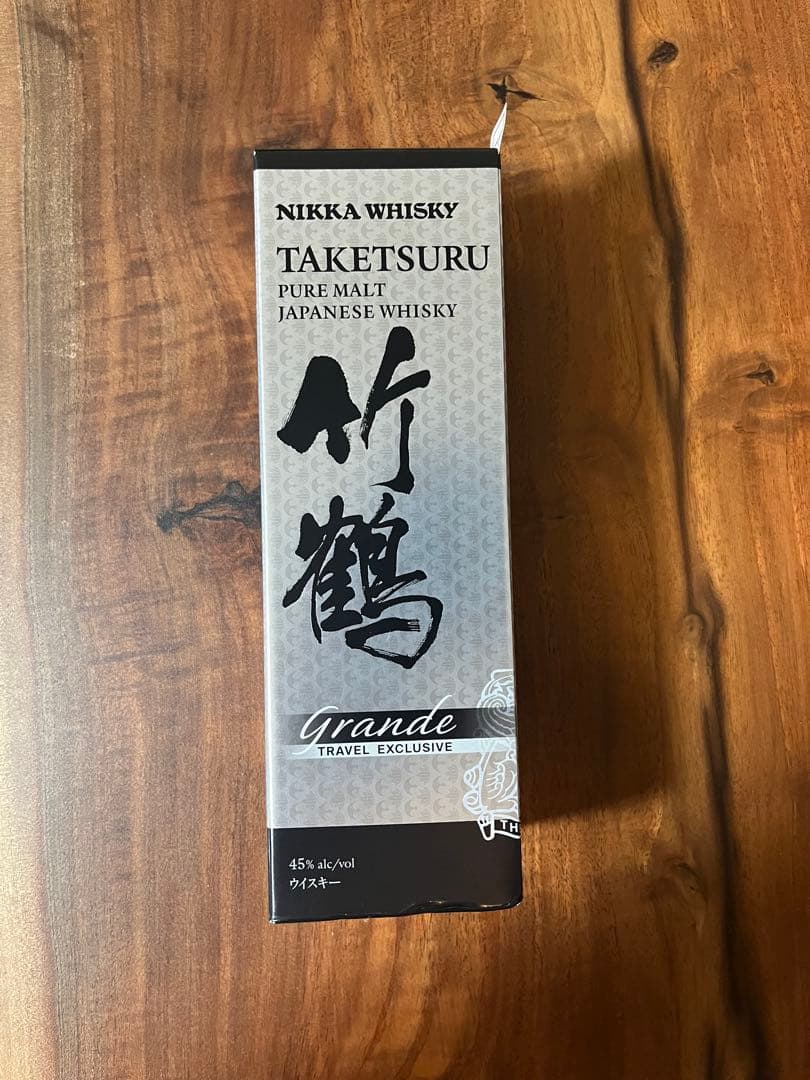 NIKKA WHISKY
TAKETSURU
PURE MALT
JAPANESE WHISKY
竹
鶴
Grande
TRAVEL EXCLUSIVE
TH
45% alc/vol
ウイスキー